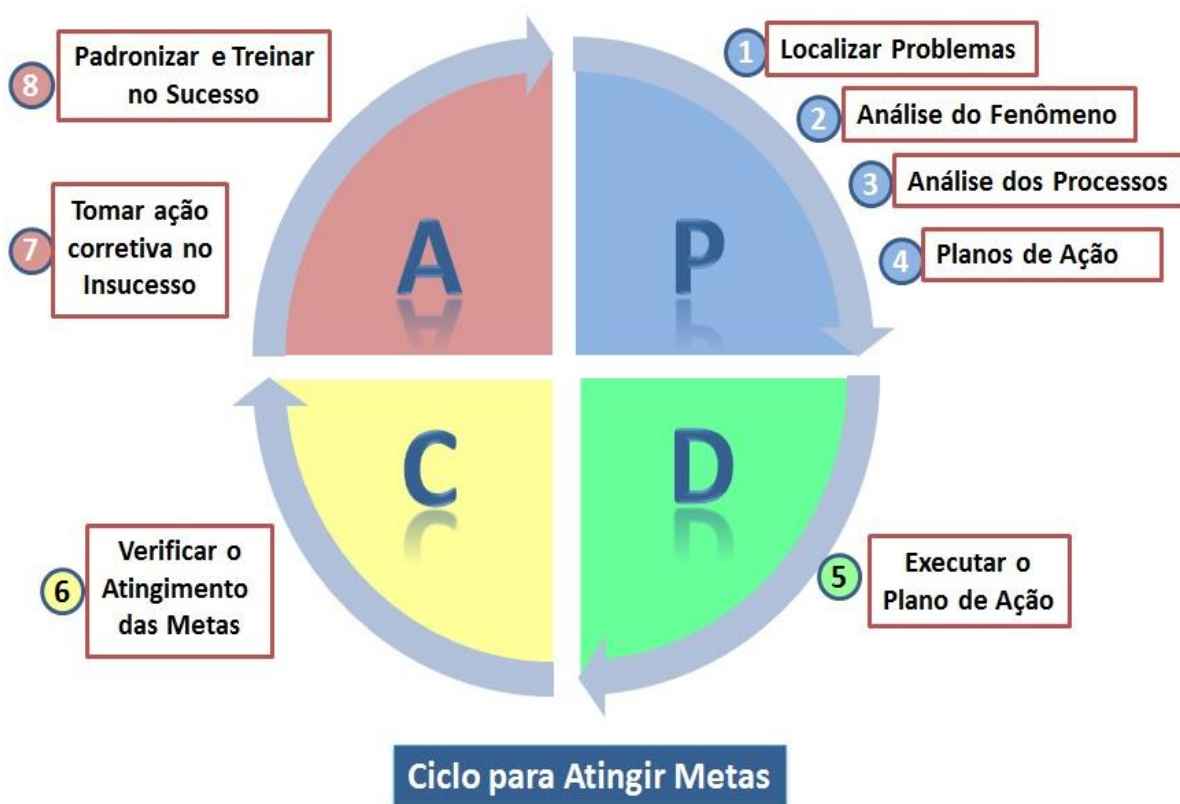 1
Localizar Problemas
2
Análise do Fenômeno
3
Análise dos Processos
4
Planos de Ação
P
D
5
Executar o
Plano de Ação
C
6
Verificar o
Atingimento
das Metas
A
7
Tomar ação
corretiva no
Insucesso
8
Padronizar e Treinar
no Sucesso
Ciclo para Atingir Metas